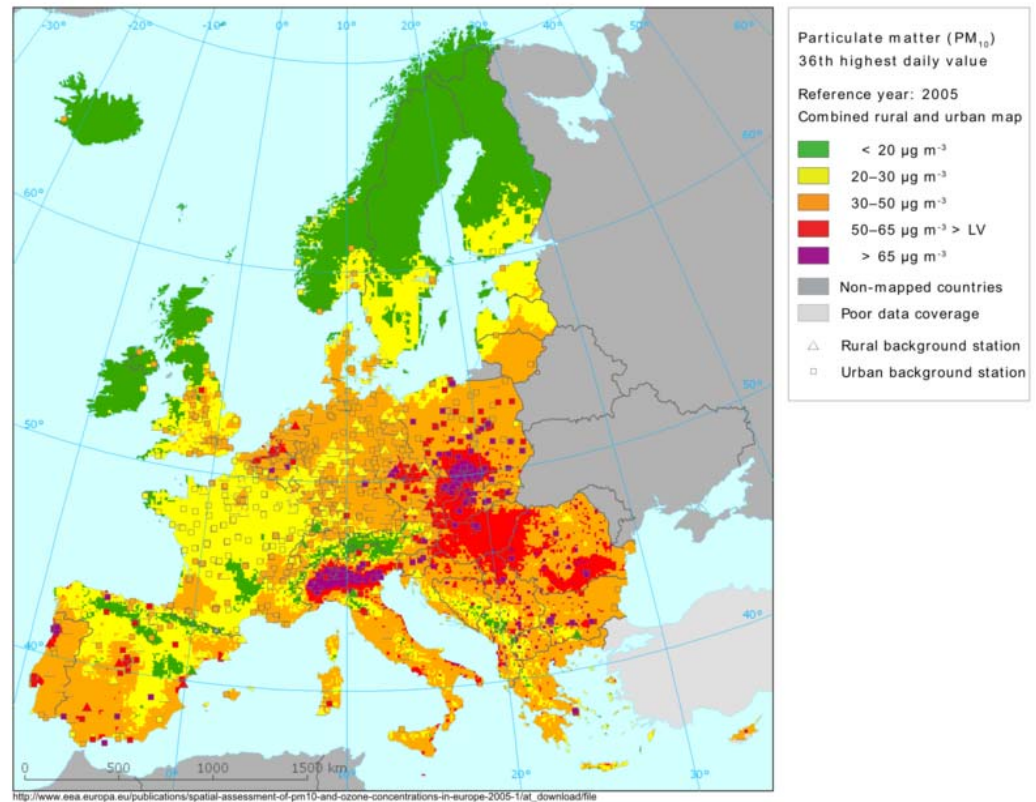 -30°
-20°
-10°
0°
10°
20°
30°
40°
50°
60°
70°
60°
60°
50°
50°
40°
40°
0
500
1000
1500 km
0°
10°
20°
30°
Particulate matter (PM₁₀)
36th highest daily value
Reference year: 2005
Combined rural and urban map
< 20 µg m⁻³
20–30 µg m⁻³
30–50 µg m⁻³
50–65 µg m⁻³ > LV
> 65 µg m⁻³
Non-mapped countries
Poor data coverage
Rural background station
Urban background station
http://www.eea.europa.eu/publications/spatial-assessment-of-pm10-and-ozone-concentrations-in-europe-2005-1/at_download/file